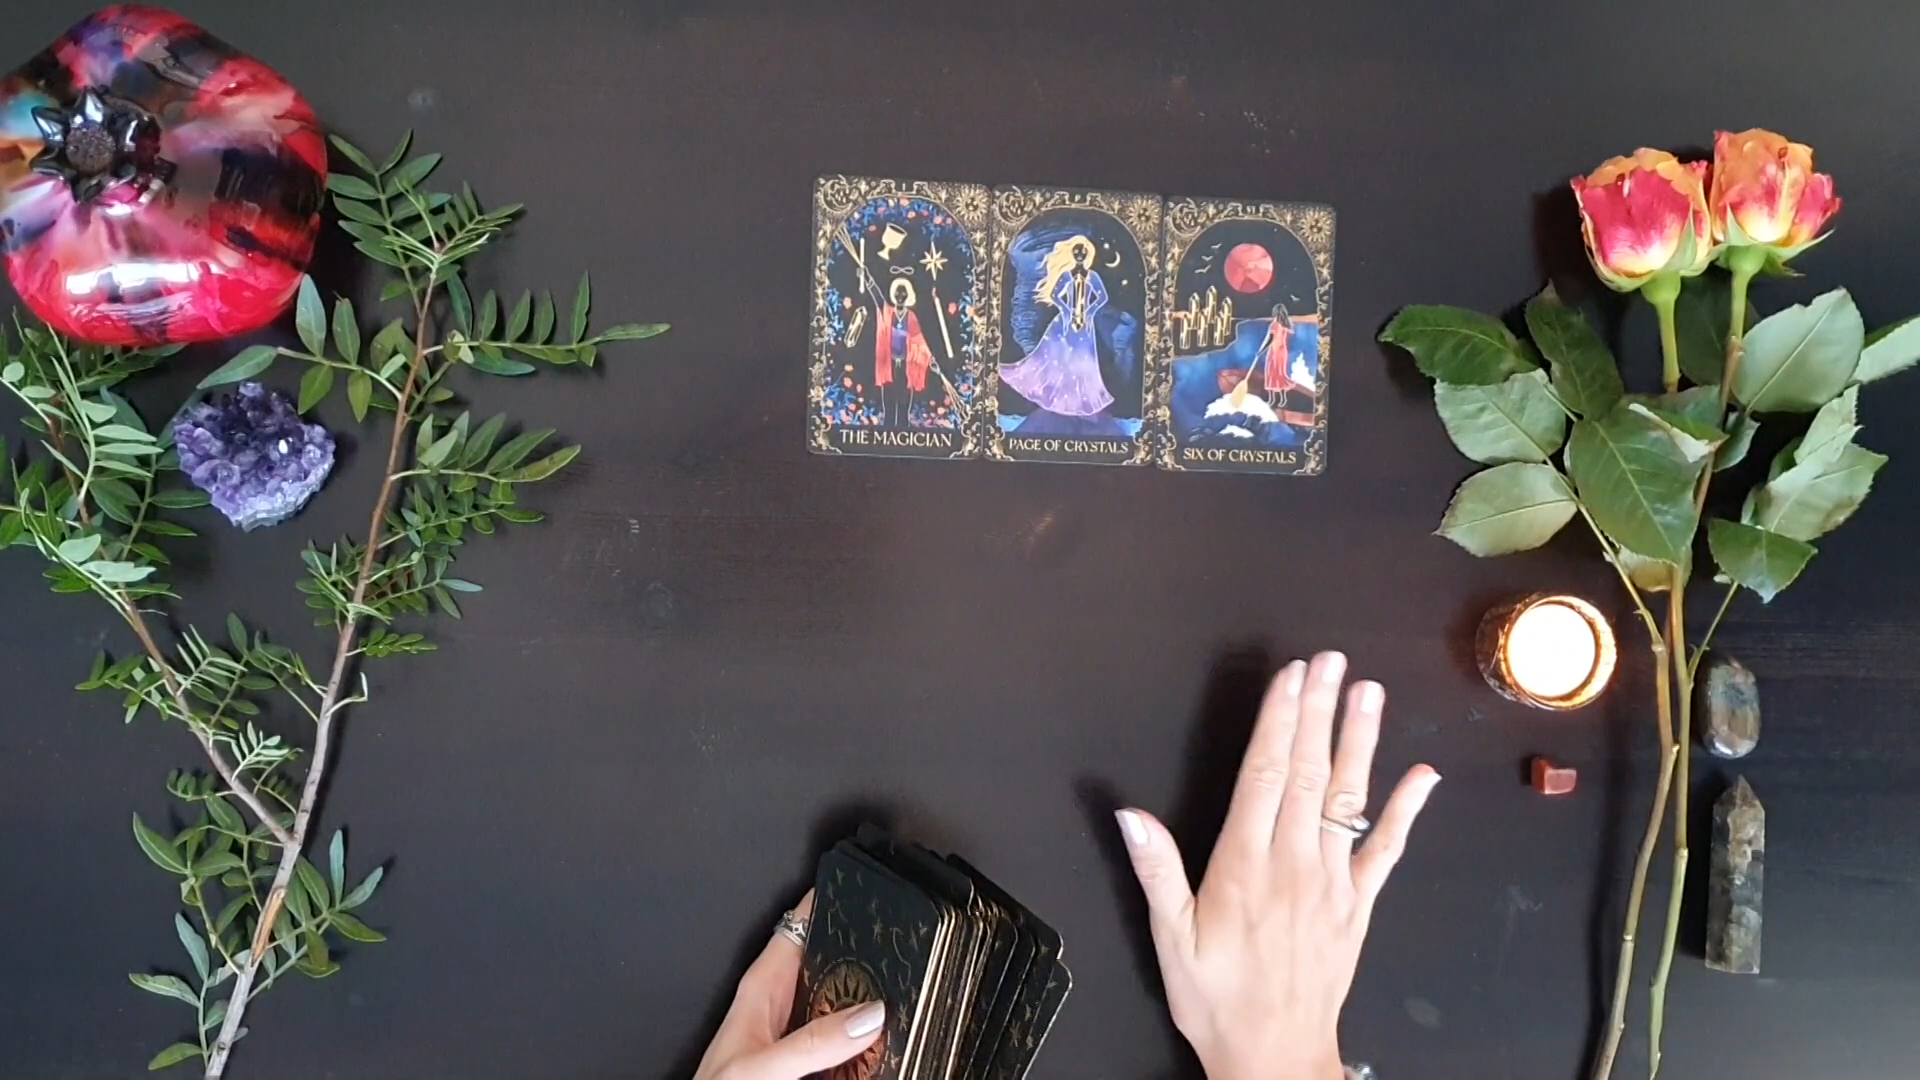 THE MAGICIAN
PAGE OF CRYSTALS
SIX OF CRYSTALS